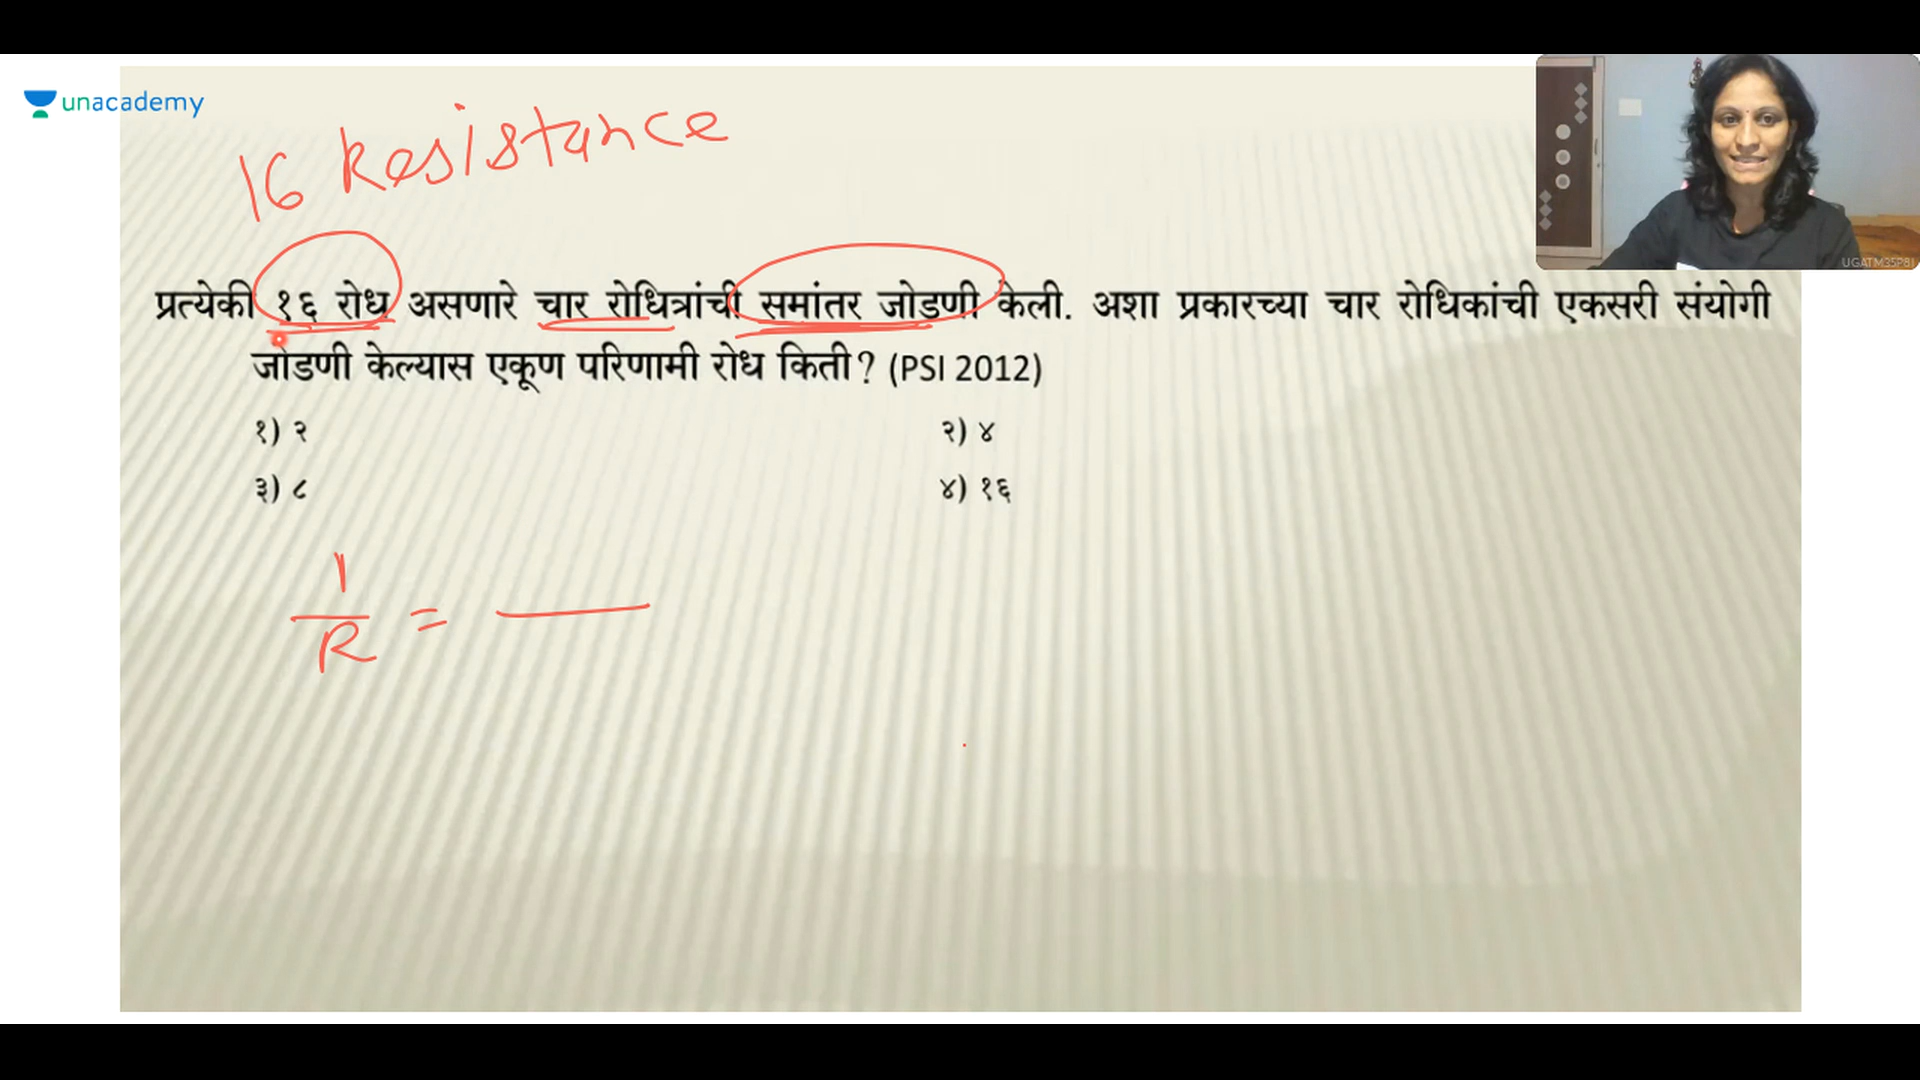 unacademy
16 Resistance
प्रत्येकी १६ रोध असणारे चार रोधित्रांची समांतर जोडणी केली. अशा प्रकारच्या चार रोधिकांची एकसरी संयोगी
जोडणी केल्यास एकूण परिणामी रोध किती? (PSI 2012)
१) २ २) ४
३) ८ ४) १६
1
R =
UGATM35P8I